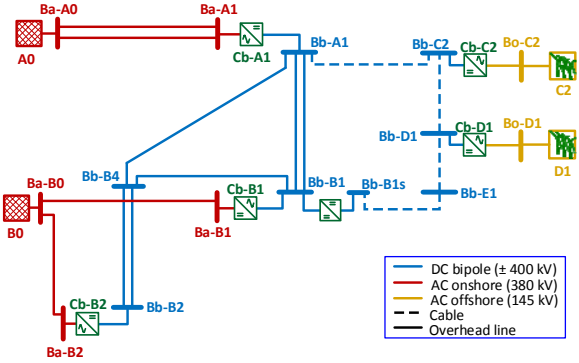 Ba-A0
Ba-A1
A0
Cb-A1
Bb-A1
Bb-C2
Cb-C2
Bo-C2
C2
Bb-D1
Cb-D1
Bo-D1
D1
Bb-B4
Ba-B0
B0
Cb-B1
Ba-B1
Bb-B1
Bb-B1s
Bb-E1
Cb-B2
Bb-B2
Ba-B2
DC bipole (± 400 kV)
AC onshore (380 kV)
AC offshore (145 kV)
Cable
Overhead line